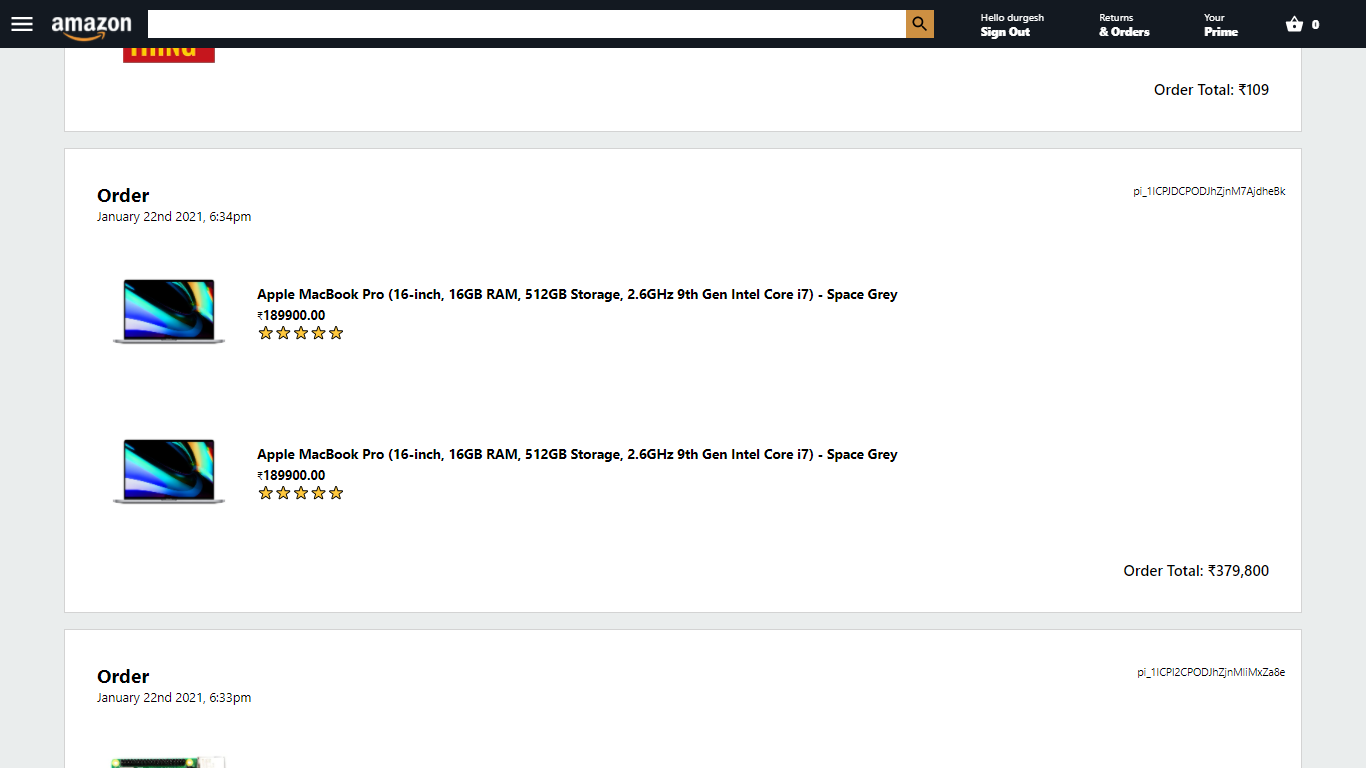 amazon
Hello durgesh
Sign Out
Returns
& Orders
Your
Prime
0
THING
Order Total: ₹109
Order
pi_1ICPJDCPODJhZjnM7AjdheBk
January 22nd 2021, 6:34pm
Apple MacBook Pro (16-inch, 16GB RAM, 512GB Storage, 2.6GHz 9th Gen Intel Core i7) - Space Grey
₹189900.00
Apple MacBook Pro (16-inch, 16GB RAM, 512GB Storage, 2.6GHz 9th Gen Intel Core i7) - Space Grey
₹189900.00
Order Total: ₹379,800
Order
pi_1ICPI2CPODJhZjnMIiMxZa8e
January 22nd 2021, 6:33pm